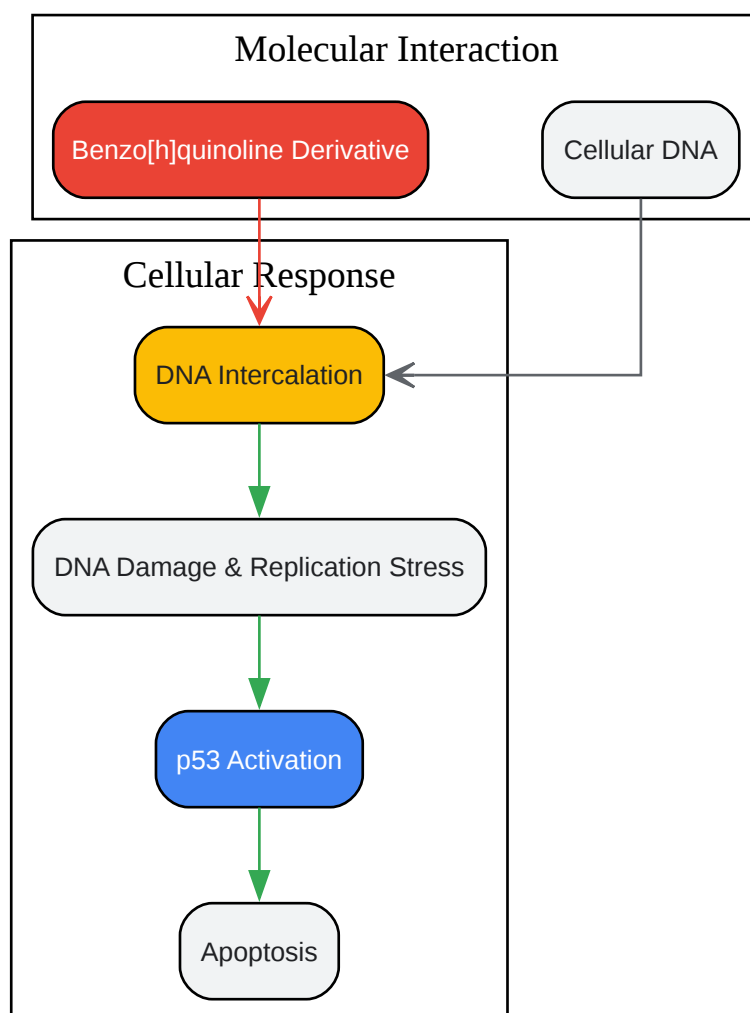 Molecular Interaction
Benzo[h]quinoline Derivative
Cellular DNA
Cellular Response
DNA Intercalation
DNA Damage & Replication Stress
p53 Activation
Apoptosis